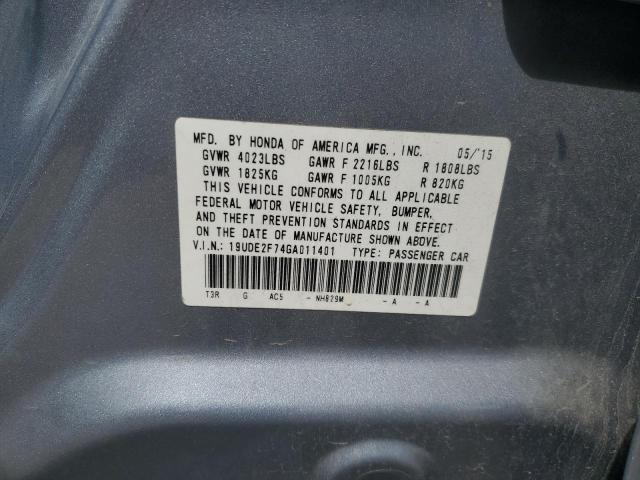 MFD. BY HONDA OF AMERICA MFG., INC. 05/'15
GVWR 4023LBS GAWR F 2216LBS R 1808LBS
GVWR 1825KG GAWR F 1005KG R 820KG
THIS VEHICLE CONFORMS TO ALL APPLICABLE
FEDERAL MOTOR VEHICLE SAFETY, BUMPER,
AND THEFT PREVENTION STANDARDS IN EFFECT
ON THE DATE OF MANUFACTURE SHOWN ABOVE.
V.I.N.: 19UDE2F74GA011401 TYPE: PASSENGER CAR
T3R G AC5 - NH829M - A - A